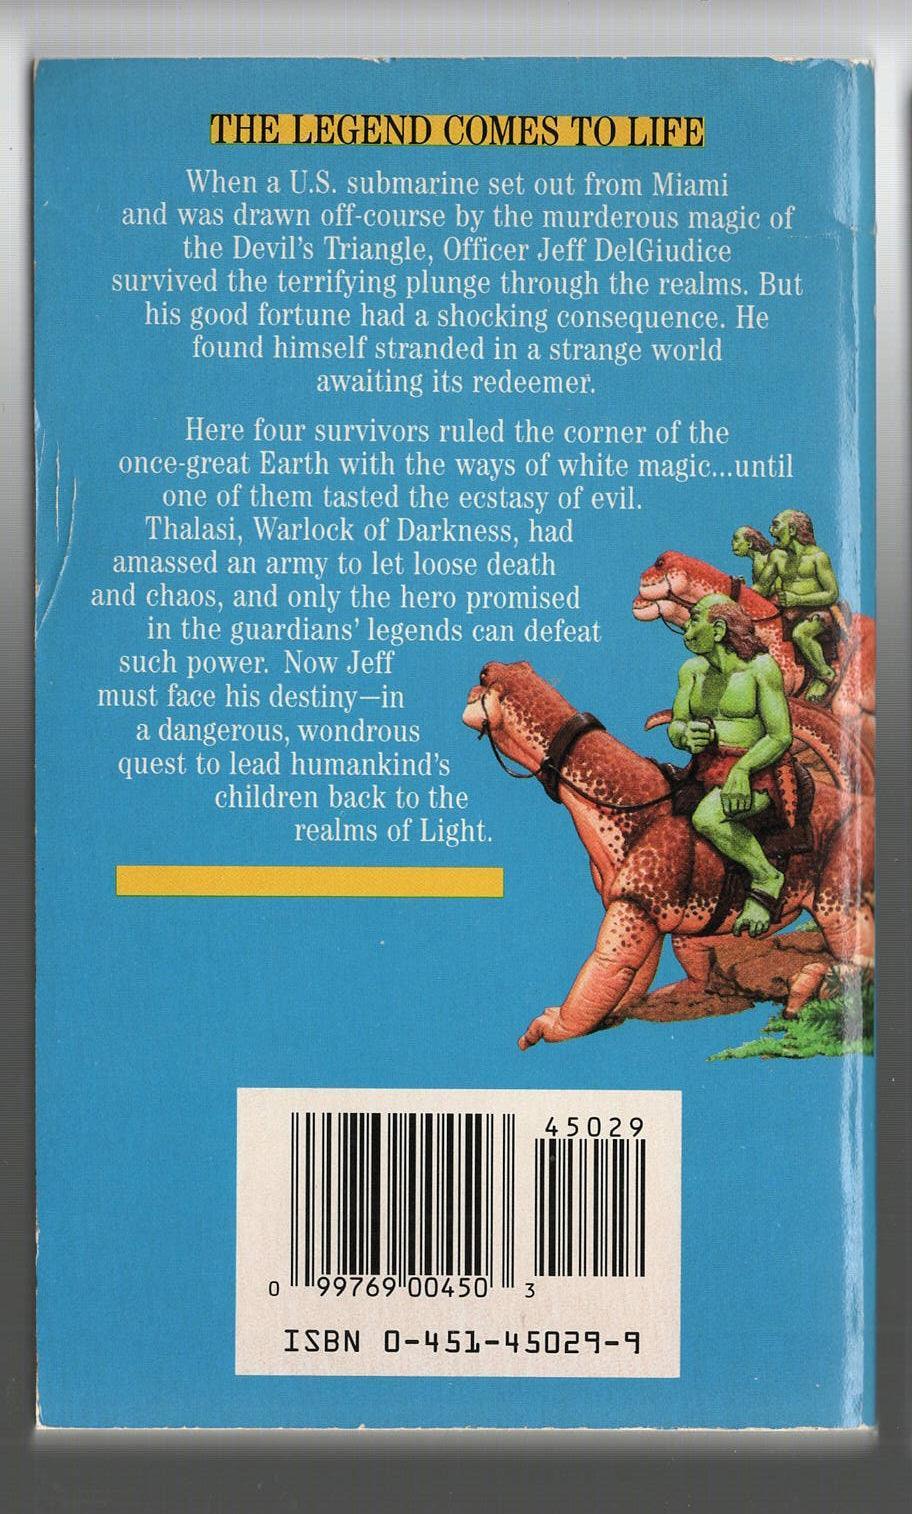 THE LEGEND COMES TO LIFE
When a U.S. submarine set out from Miami
and was drawn off-course by the murderous magic of
the Devil's Triangle, Officer Jeff DelGiudice
survived the terrifying plunge through the realms. But
his good fortune had a shocking consequence. He
found himself stranded in a strange world
awaiting its redeemer.
Here four survivors ruled the corner of the
once-great Earth with the ways of white magic...until
one of them tasted the ecstasy of evil.
Thalasi, Warlock of Darkness, had
amassed an army to let loose death
and chaos, and only the hero promised
in the guardians' legends can defeat
such power. Now Jeff
must face his destiny—in
a dangerous, wondrous
quest to lead humankind's
children back to the
realms of Light.
45029
0 99769 00450 3
ISBN 0-451-45029-9